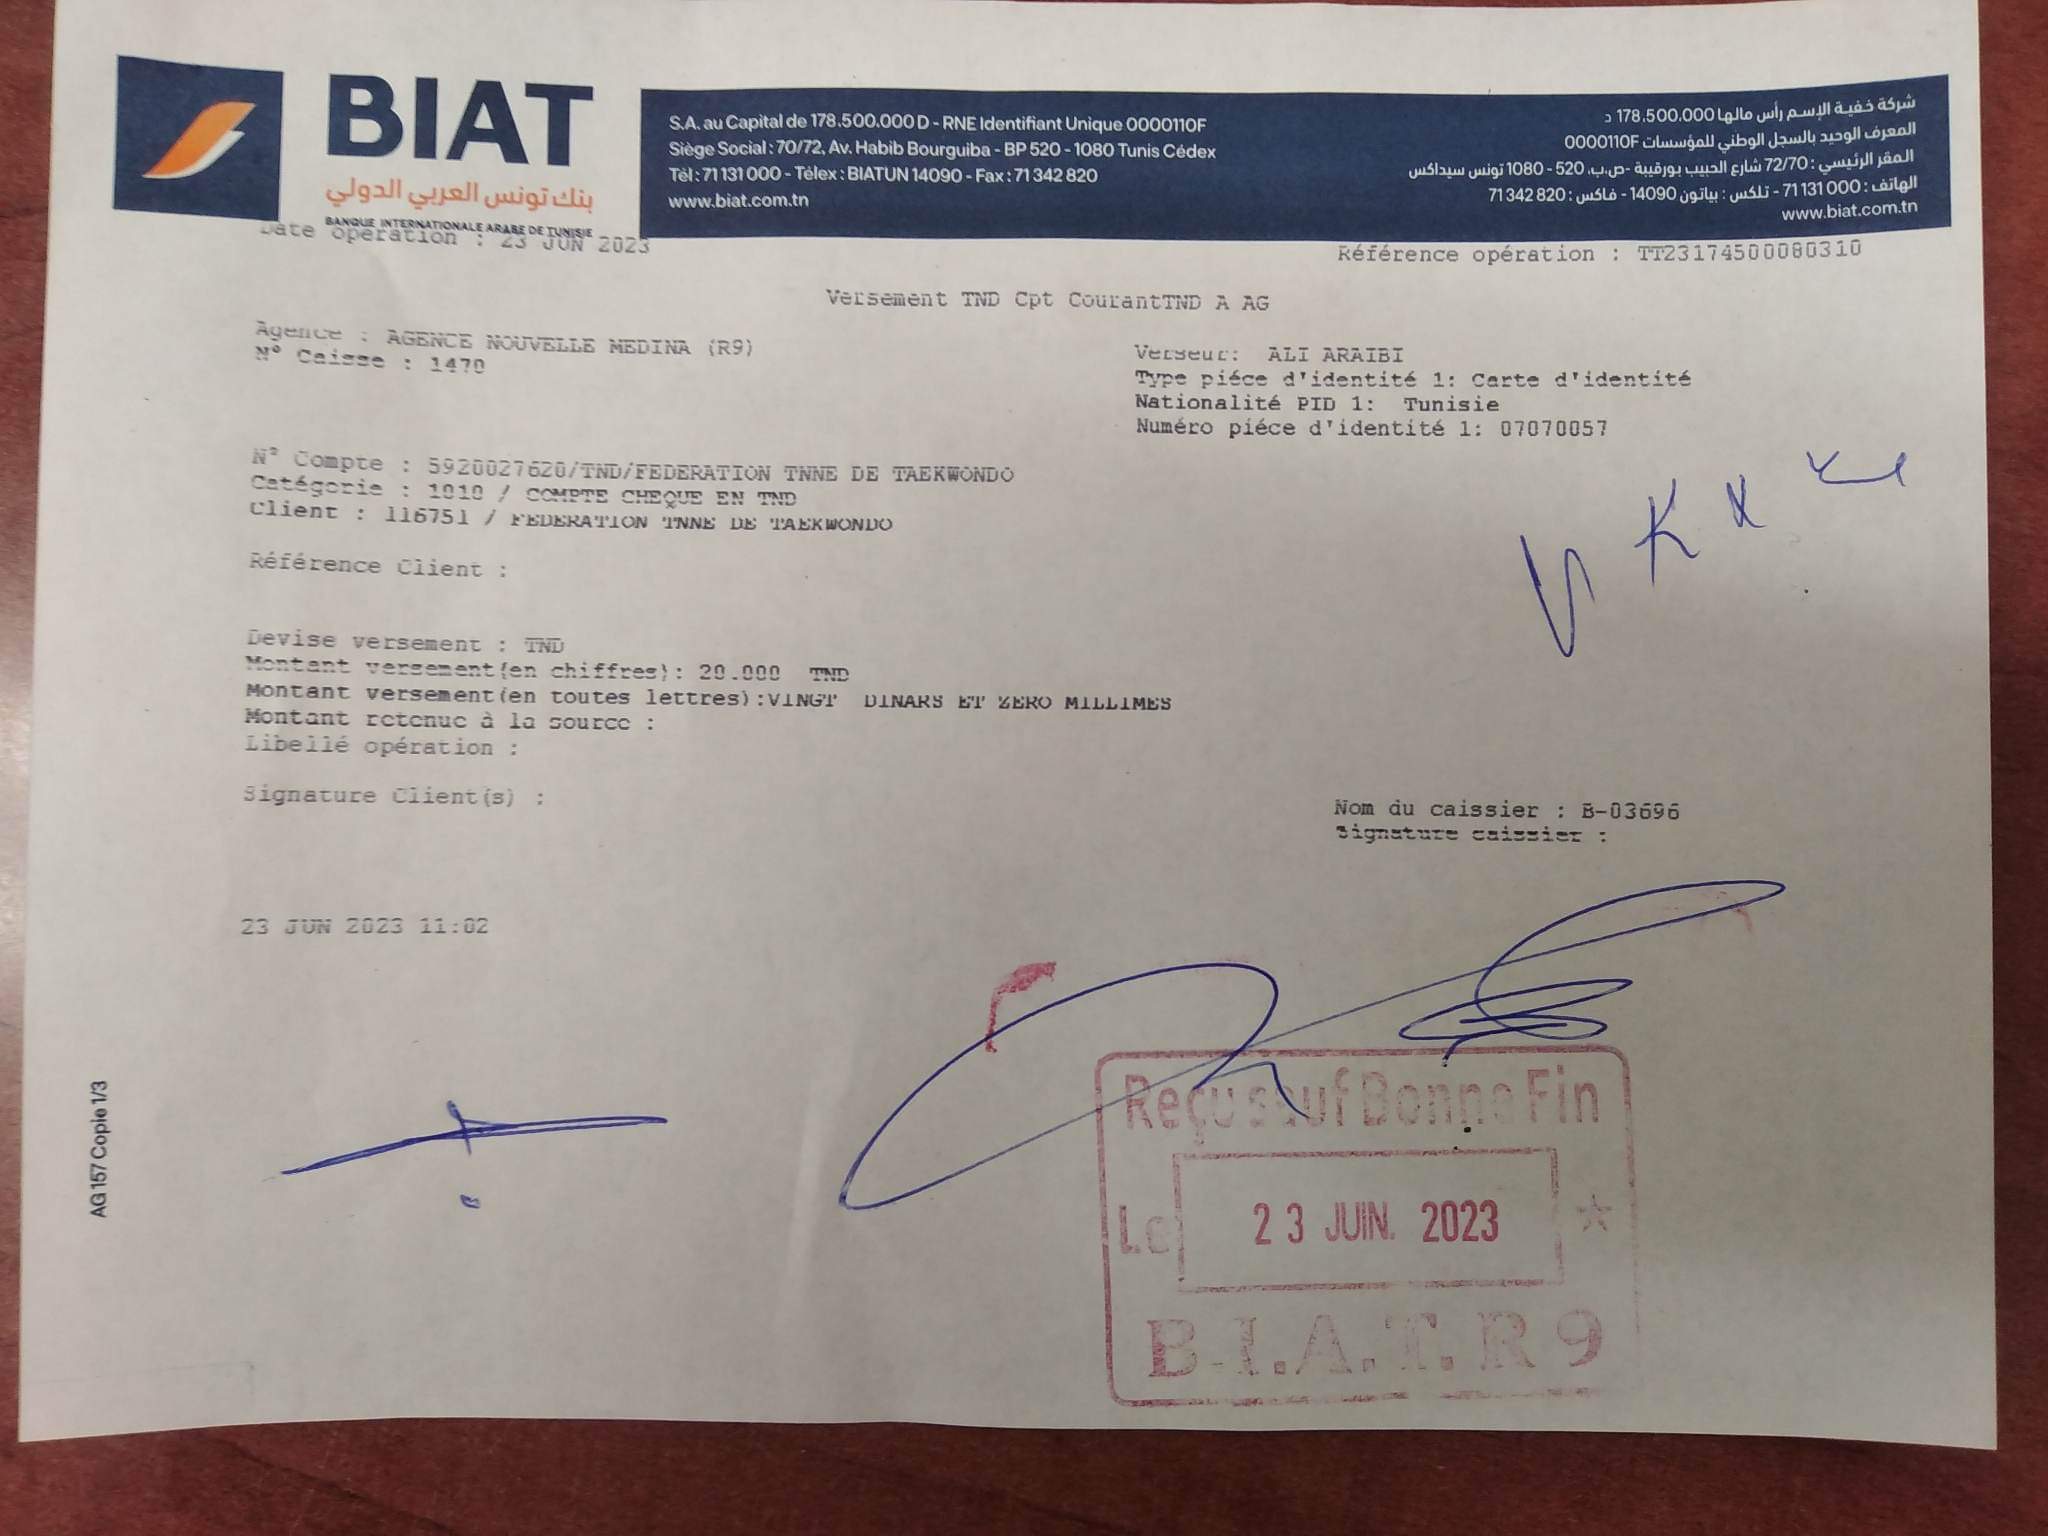 BIAT
بنك تونس العربي الدولي
BANQUE INTERNATIONALE ARABE DE TUNISIE
S.A. au Capital de 178.500.000 D - RNE Identifiant Unique 0000110F
Siège Social : 70/72, Av. Habib Bourguiba - BP 520 - 1080 Tunis Cédex
Tél : 71 131 000 - Télex : BIATUN 14090 - Fax : 71 342 820
www.biat.com.tn
شركة خفية الإسم رأس مالها 178.500.000 د
المعرف الوحيد بالسجل الوطني للمؤسسات 0000110F
المقر الرئيسي : 72/70 شارع الحبيب بورقيبة -ص.ب. 520 - 1080 تونس سيداكس
الهاتف : 71 131 000 - تلكس : بياتون 14090 - فاكس : 71 342 820
www.biat.com.tn
Date opération : 23 JUN 2023
Référence opération : TT23174500080310
Versement TND Cpt CourantTND A AG
Agence : AGENCE NOUVELLE MEDINA (R9)
N° Caisse : 1470
Verseur: ALI ARAIBI
Type piéce d'identité 1: Carte d'identité
Nationalité PID 1: Tunisie
Numéro piéce d'identité 1: 07070057
N° Compte : 5920027620/TND/FEDERATION TNNE DE TAEKWONDO
Catégorie : 1010 / COMPTE CHEQUE EN TND
Client : 116751 / FEDERATION TNNE DE TAEKWONDO
Référence Client :
Devise versement : TND
Montant versement(en chiffres): 20.000 TND
Montant versement(en toutes lettres):VINGT DINARS ET ZERO MILLIMES
Montant retenue à la source :
Libellé opération :
Signature Client(s) :
Nom du caissier : B-03696
Signature caissier :
23 JUN 2023 11:02
Reçu sauf Bonne Fin
Le 23 JUIN. 2023
B.I.A.T. R 9
AG 157 Copie 1/3